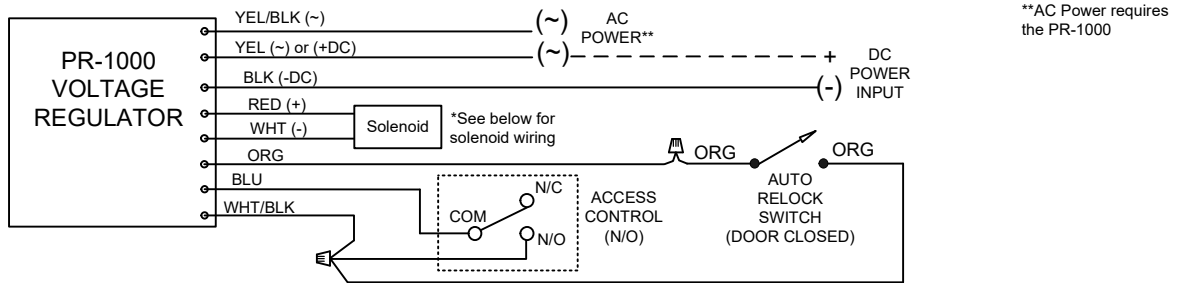 PR-1000
VOLTAGE
REGULATOR
YEL/BLK (~)
YEL (~) or (+DC)
BLK (-DC)
RED (+)
WHT (-)
ORG
BLU
WHT/BLK
(~)
(~)
AC
POWER**
+
(-)
DC
POWER
INPUT
**AC Power requires
the PR-1000
Solenoid
*See below for
solenoid wiring
ORG
ORG
AUTO
RELOCK
SWITCH
(DOOR CLOSED)
N/C
COM
N/O
ACCESS
CONTROL
(N/O)